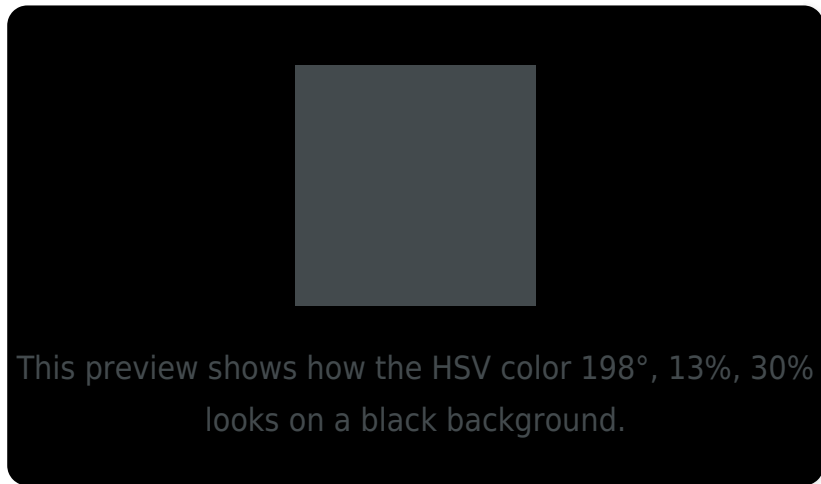 This preview shows how the HSV color 198°, 13%, 30%
looks on a black background.